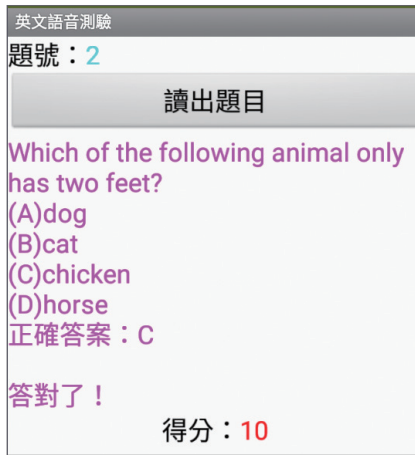 英文語音測驗
題號：2
讀出題目
Which of the following animal only
has two feet?
(A)dog
(B)cat
(C)chicken
(D)horse
正確答案：C
答對了！
得分：10